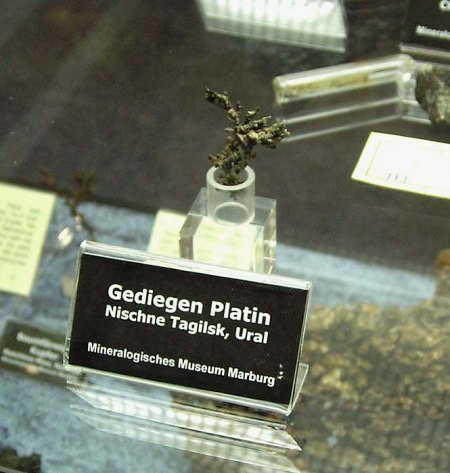 Gediegen Platin
Nischne Tagilsk, Ural
Mineralogisches Museum Marburg